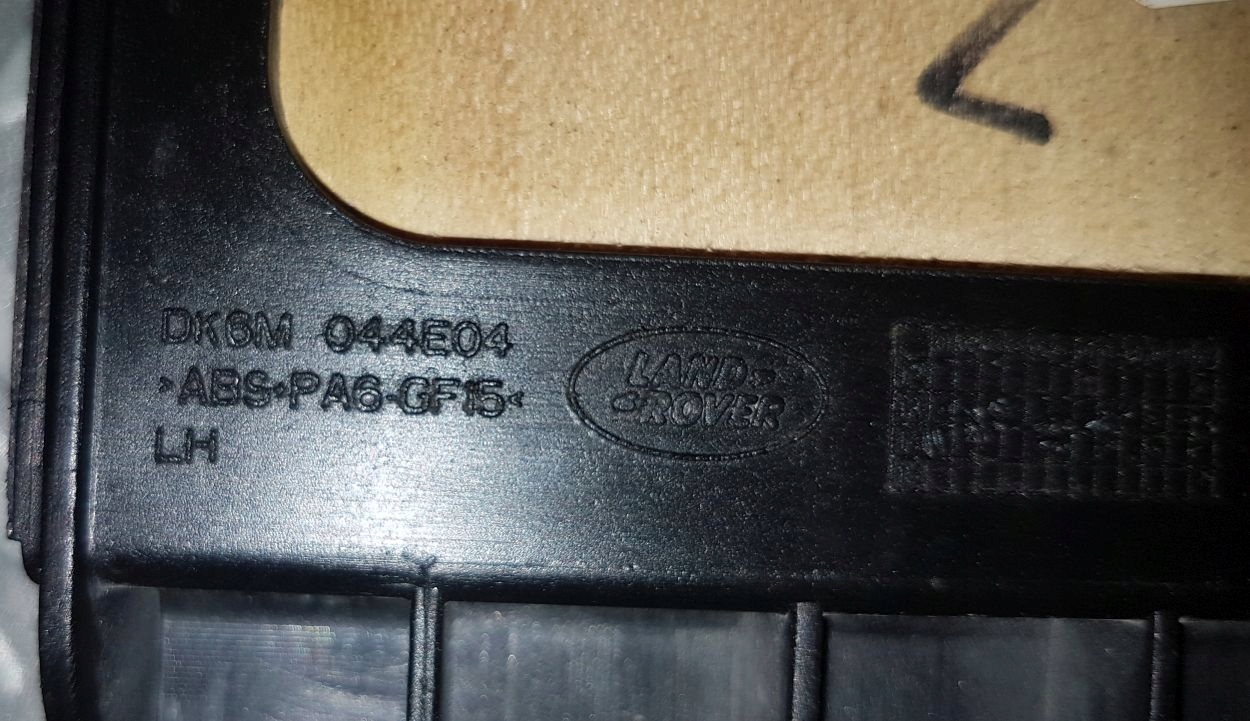 DK6M 044E04
>ABS+PA6-GF15<
LH
LAND
ROVER